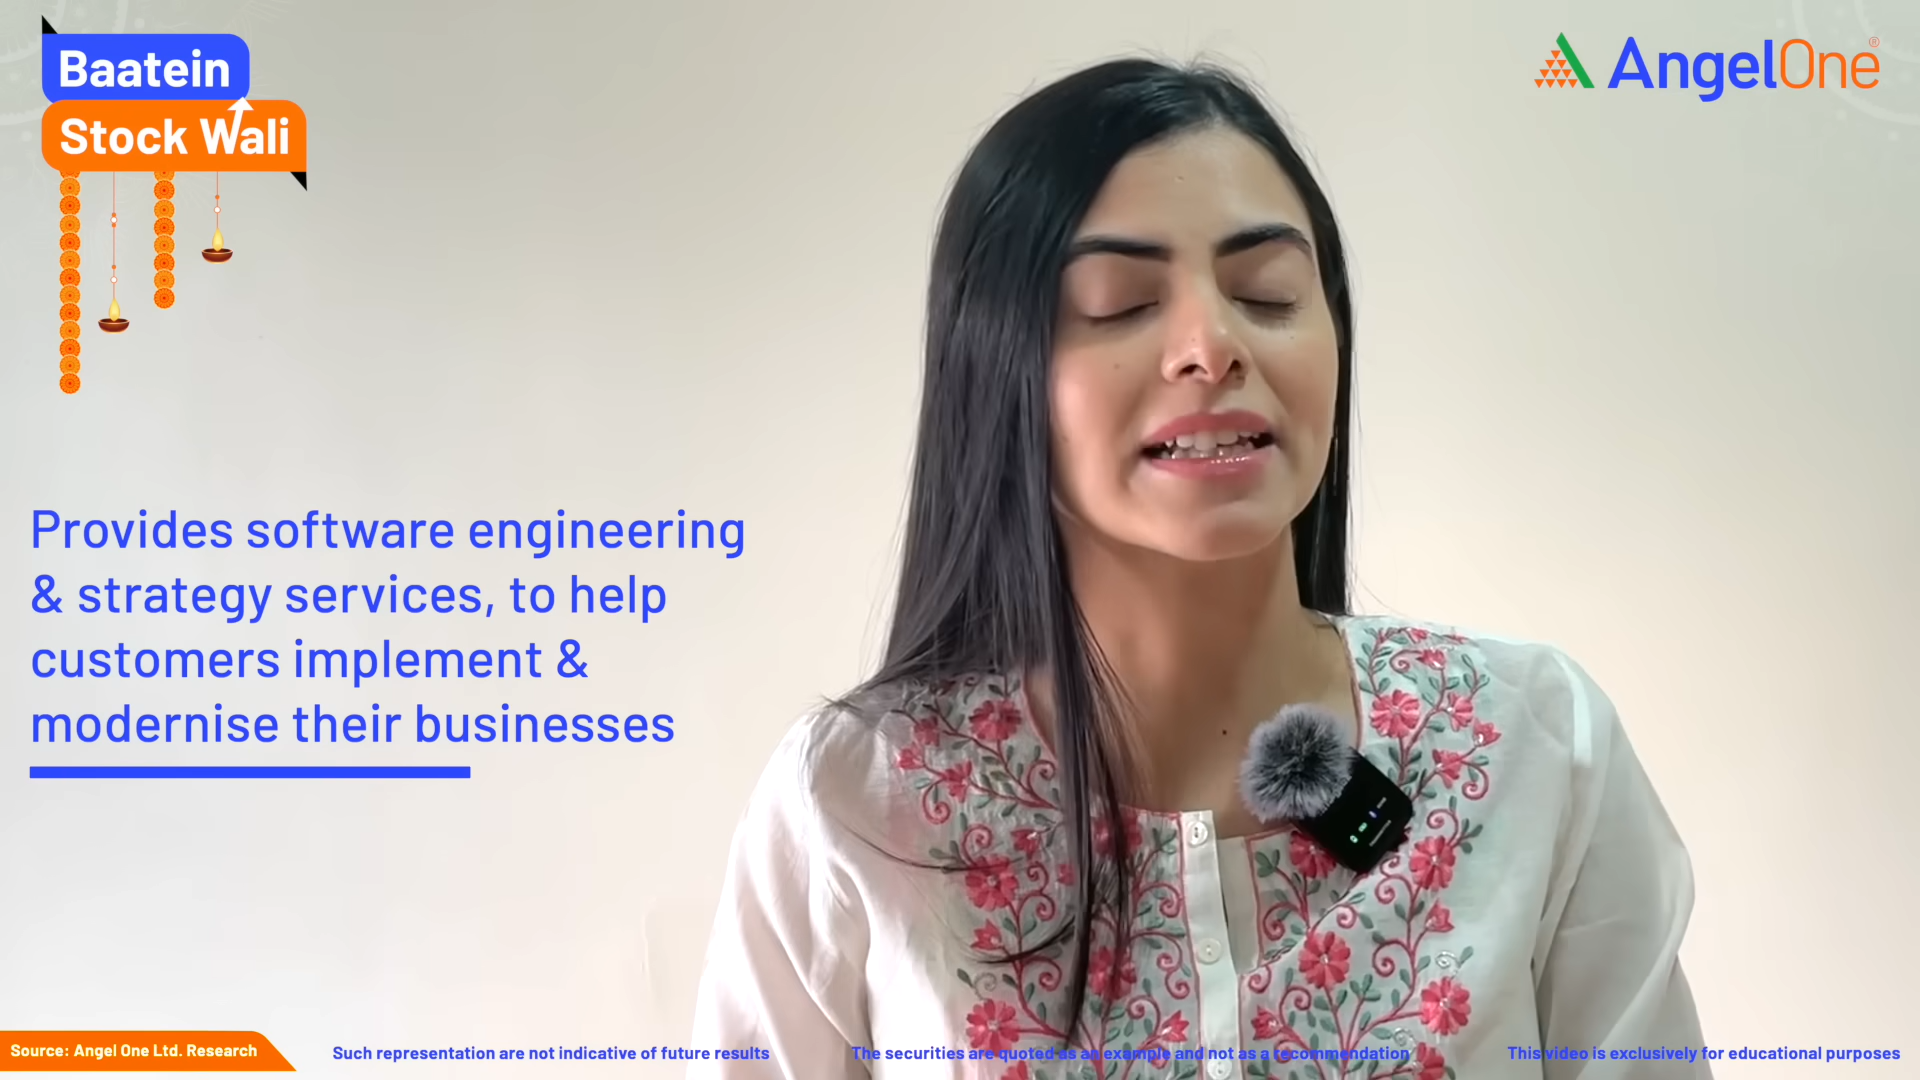 Baatein
Stock Wali
AngelOne®
Provides software engineering
& strategy services, to help
customers implement &
modernise their businesses
Source: Angel One Ltd. Research
Such representation are not indicative of future results
The securities are quoted as an example and not as a recommendation
This video is exclusively for educational purposes